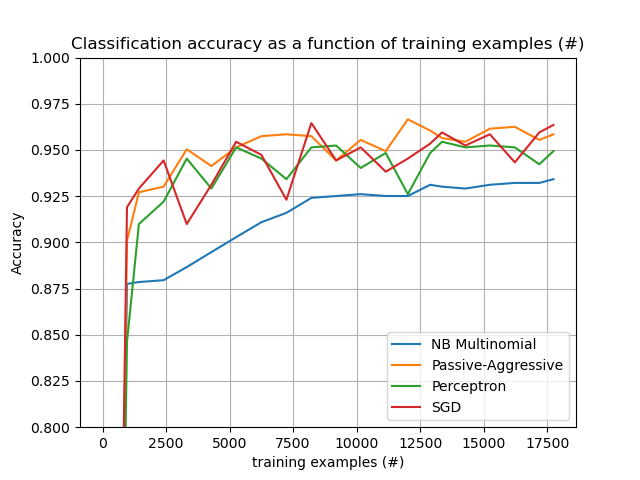 Classification accuracy as a function of training examples (#)
1.000
0.975
0.950
0.925
0.900
0.875
0.850
0.825
0.800
Accuracy
NB Multinomial
Passive-Aggressive
Perceptron
SGD
0 2500 5000 7500 10000 12500 15000 17500
training examples (#)